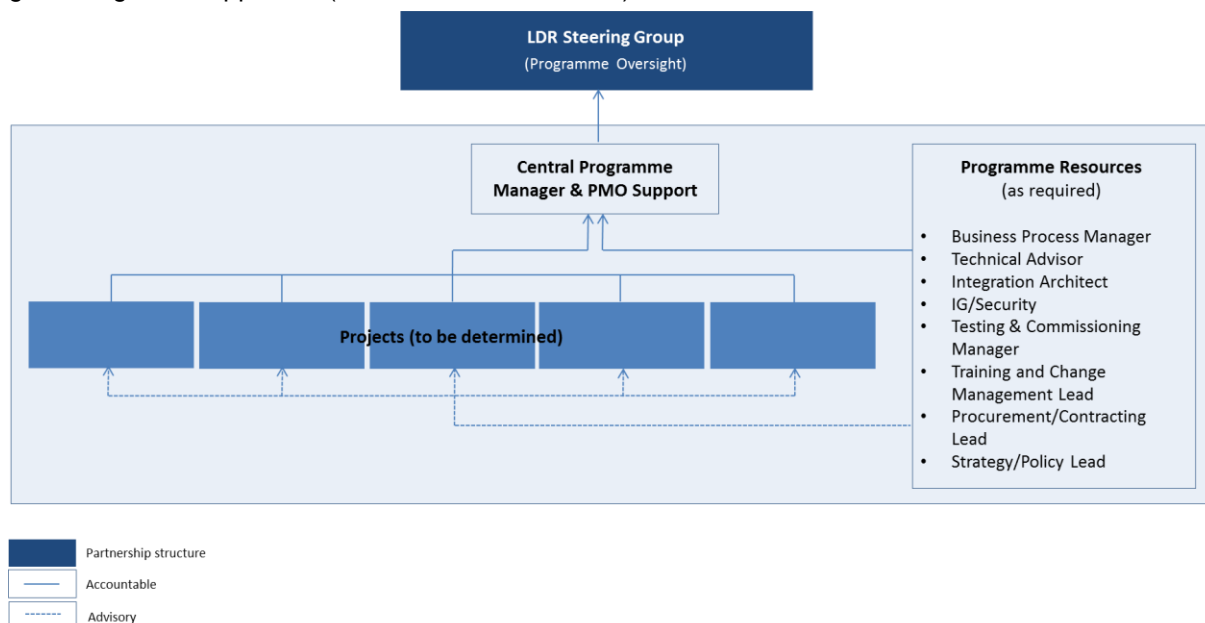 LDR Steering Group
(Programme Oversight)
Central Programme
Manager & PMO Support
Programme Resources
(as required)
• Business Process Manager
• Technical Advisor
• Integration Architect
• IG/Security
• Testing & Commissioning
Manager
• Training and Change
Management Lead
• Procurement/Contracting
Lead
• Strategy/Policy Lead
Projects (to be determined)
Partnership structure
Accountable
Advisory